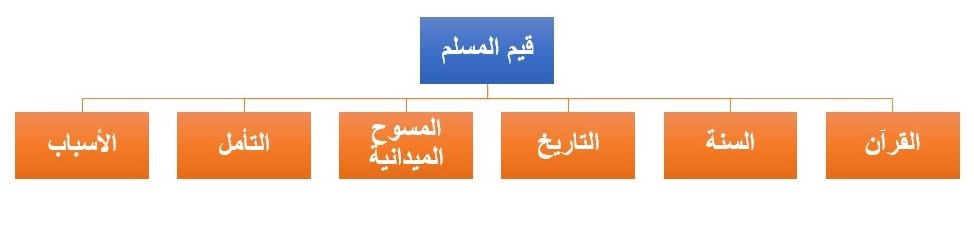 قيم المسلم
القرآن
السنة
التاريخ
المسوح
الميدانية
التأمل
الأسباب